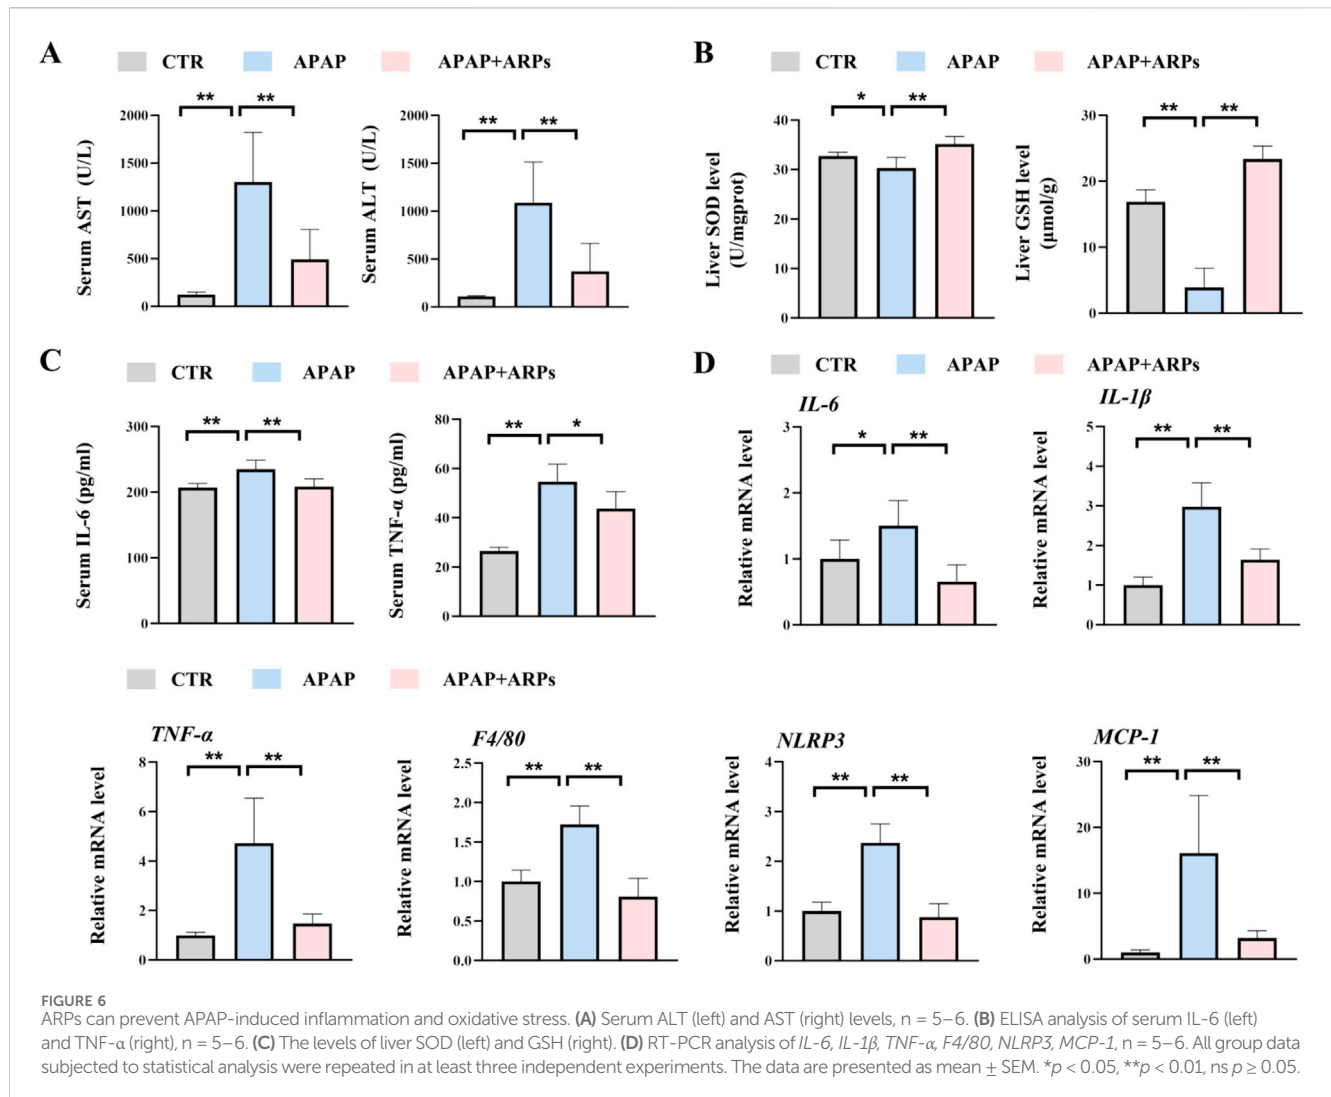 A
CTR APAP APAP+ARPs
Serum AST (U/L)
2000
1500
1000
500
0
** **
Serum ALT (U/L)
2000
1500
1000
500
0
** **
B
CTR APAP APAP+ARPs
Liver SOD level
(U/mgprot)
40
30
20
10
0
* **
Liver GSH level
(μmol/g)
30
20
10
0
** **
C
CTR APAP APAP+ARPs
Serum IL-6 (pg/ml)
300
200
100
0
** **
Serum TNF-α (pg/ml)
80
60
40
20
0
** *
D
CTR APAP APAP+ARPs
IL-6
Relative mRNA level
3
2
1
0
* **
IL-1β
Relative mRNA level
5
4
3
2
1
0
** **
CTR APAP APAP+ARPs
TNF-α
Relative mRNA level
8
6
4
2
0
** **
F4/80
Relative mRNA level
2.5
2.0
1.5
1.0
0.5
0.0
** **
NLRP3
Relative mRNA level
4
3
2
1
0
** **
MCP-1
Relative mRNA level
30
20
10
0
** **
FIGURE 6
ARPs can prevent APAP-induced inflammation and oxidative stress. (A) Serum ALT (left) and AST (right) levels, n = 5–6. (B) ELISA analysis of serum IL-6 (left)
and TNF-α (right), n = 5–6. (C) The levels of liver SOD (left) and GSH (right). (D) RT-PCR analysis of IL-6, IL-1β, TNF-α, F4/80, NLRP3, MCP-1, n = 5–6. All group data
subjected to statistical analysis were repeated in at least three independent experiments. The data are presented as mean ± SEM. *p < 0.05, **p < 0.01, ns p ≥ 0.05.